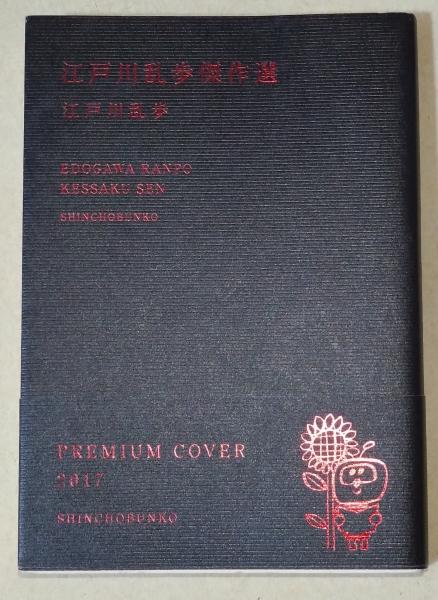 江戸川乱歩傑作選
江戸川乱歩
EDOGAWA RANPO
KESSAKU SEN
SHINCHOBUNKO
PREMIUM COVER
2017
SHINCHOBUNKO